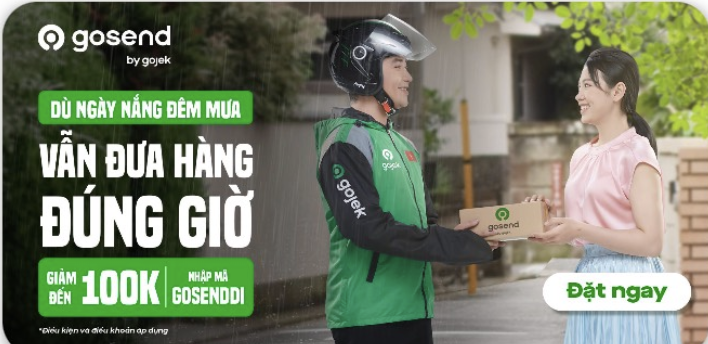 gosend
by gojek
DÙ NGÀY NẮNG ĐÊM MƯA
VẪN ĐƯA HÀNG
ĐÚNG GIỜ
GIẢM
ĐẾN
100K
NHẬP MÃ
GOSENDDI
*Điều kiện và điều khoản áp dụng
gojek
gojek
gosend
Đặt ngay